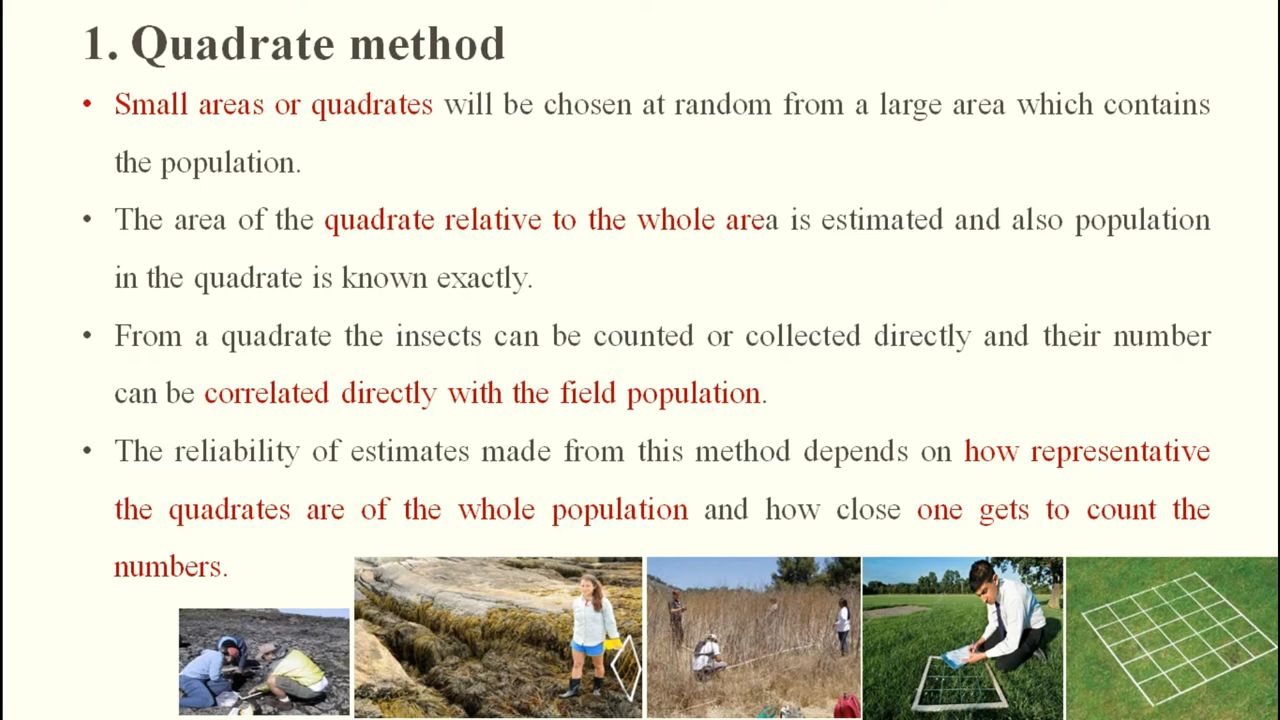 1. Quadrate method
• Small areas or quadrates will be chosen at random from a large area which contains
the population.
• The area of the quadrate relative to the whole area is estimated and also population
in the quadrate is known exactly.
• From a quadrate the insects can be counted or collected directly and their number
can be correlated directly with the field population.
• The reliability of estimates made from this method depends on how representative
the quadrates are of the whole population and how close one gets to count the
numbers.